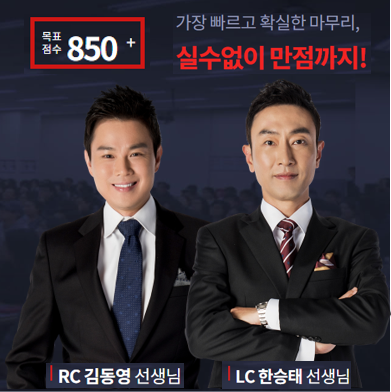 목표
점수 850 +
가장 빠르고 확실한 마무리,
실수없이 만점까지!
RC 김동영 선생님
LC 한승태 선생님